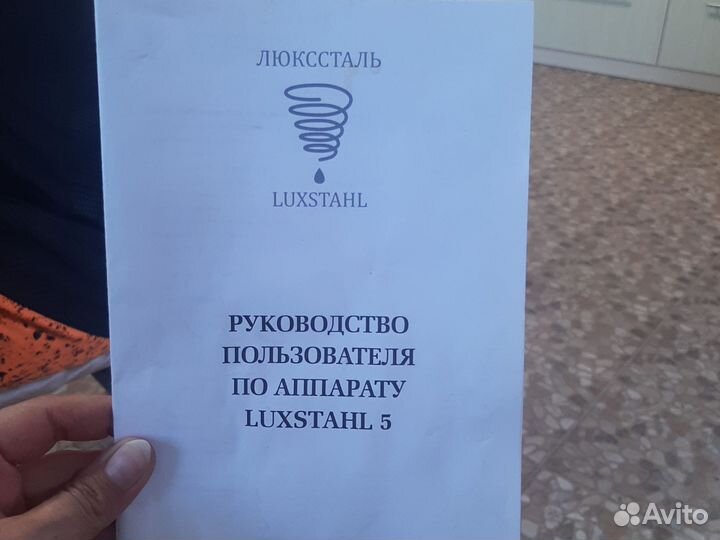 ЛЮКССТАЛЬ
LUXSTAHL
РУКОВОДСТВО
ПОЛЬЗОВАТЕЛЯ
ПО АППАРАТУ
LUXSTAHL 5
Avito